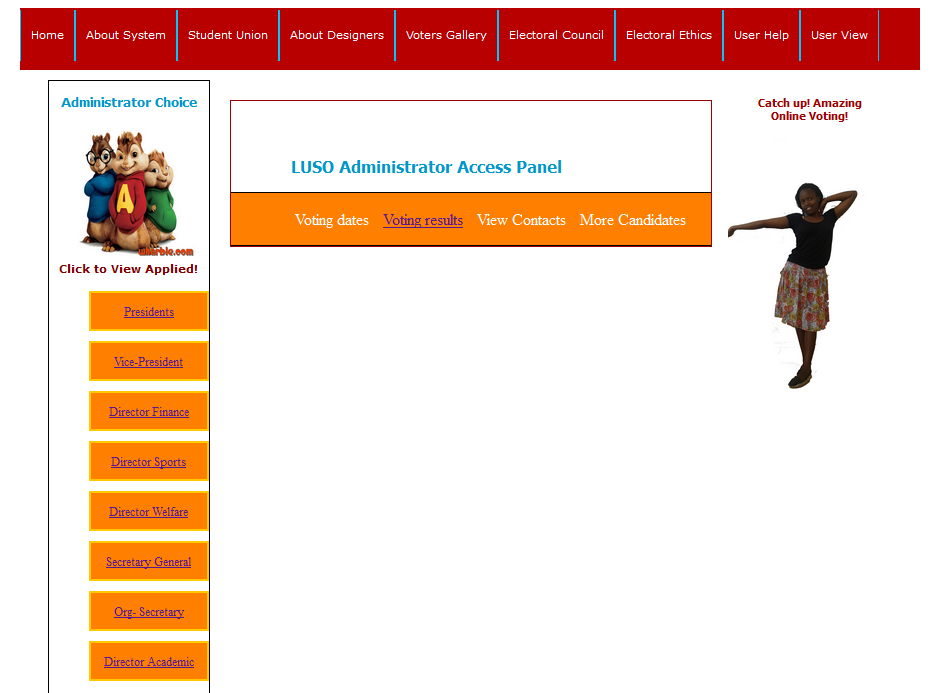 Home About System Student Union About Designers Voters Gallery Electoral Council Electoral Ethics User Help User View
Administrator Choice
A
Click to View Applied!
Presidents
Vice-President
Director Finance
Director Sports
Director Welfare
Secretary General
Org- Secretary
Director Academic
LUSO Administrator Access Panel
Voting dates Voting results View Contacts More Candidates
Catch up! Amazing
Online Voting!